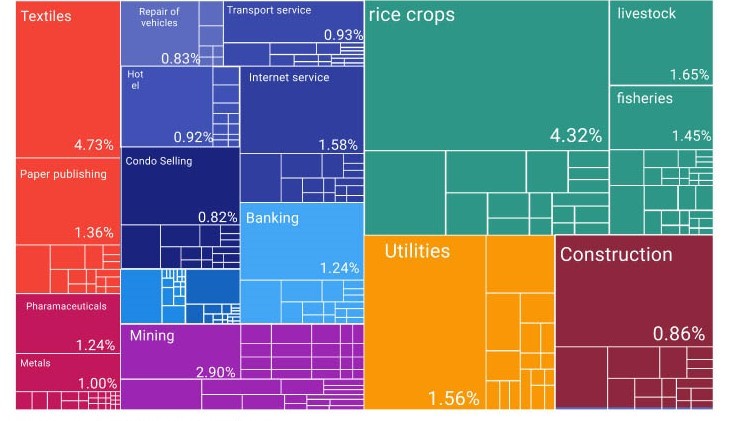 Textiles
4.73%
Paper publishing
1.36%
Pharamaceuticals
1.24%
Metals
1.00%
Repair of
vehicles
0.83%
Transport service
0.93%
Hot
el
0.92%
Internet service
1.58%
Condo Selling
0.82%
Banking
1.24%
Mining
2.90%
rice crops
4.32%
livestock
1.65%
fisheries
1.45%
Utilities
1.56%
Construction
0.86%